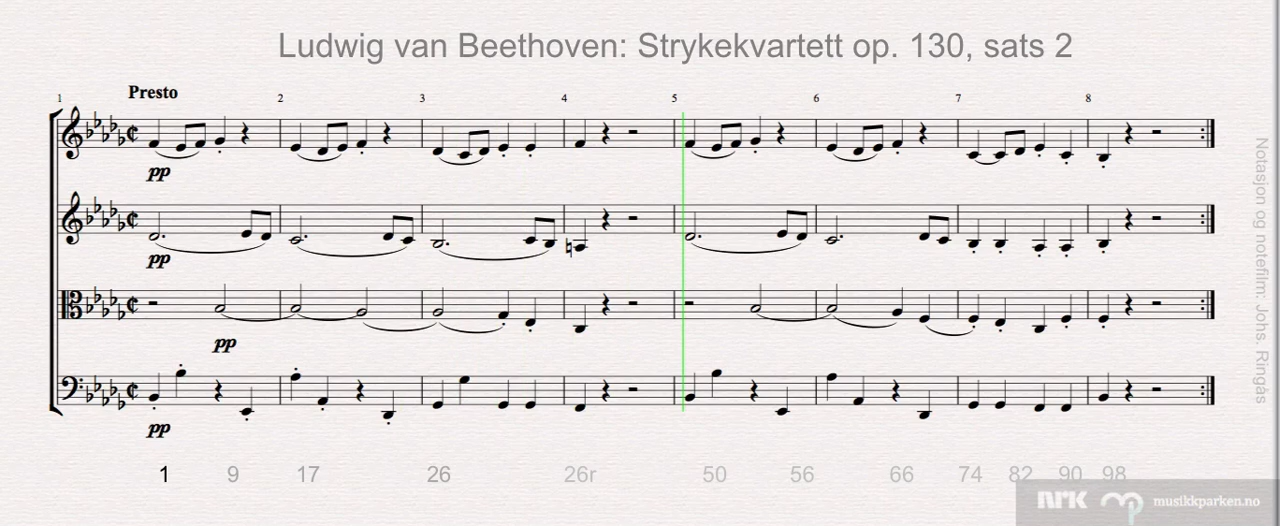 Ludwig van Beethoven: Strykekvartett op. 130, sats 2
Presto
1 2 3 4 5 6 7 8
pp
pp
pp
pp
1 9 17 26 26r 50 56 66 74 82 90 98
Notasjon og notefilm: Johs. Ringås
nrk musikkparken.no